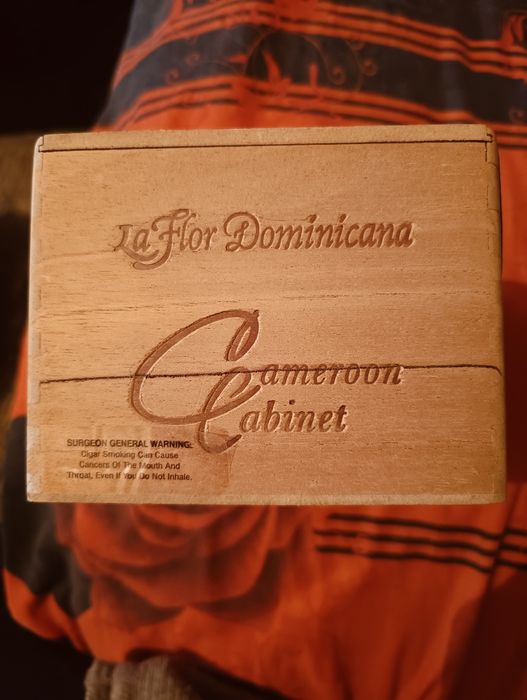 La Flor Dominicana
Cameroon
Cabinet
SURGEON GENERAL WARNING:
Cigar Smoking Can Cause
Cancers Of The Mouth And
Throat, Even If You Do Not Inhale.